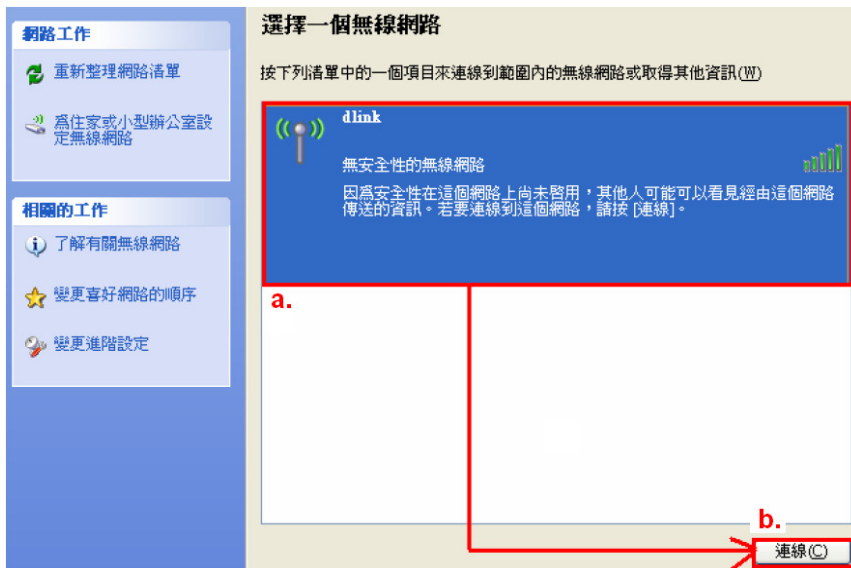 網路工作
重新整理網路清單
爲住家或小型辦公室設
定無線網路
相關的工作
了解有關無線網路
變更喜好網路的順序
變更進階設定
選擇一個無線網路
按下列清單中的一個項目來連線到範圍內的無線網路或取得其他資訊(W)
dlink
無安全性的無線網路
因爲安全性在這個網路上尚未啓用，其他人可能可以看見經由這個網路
傳送的資訊。若要連線到這個網路，請按 [連線]。
a.
b.
連線(C)